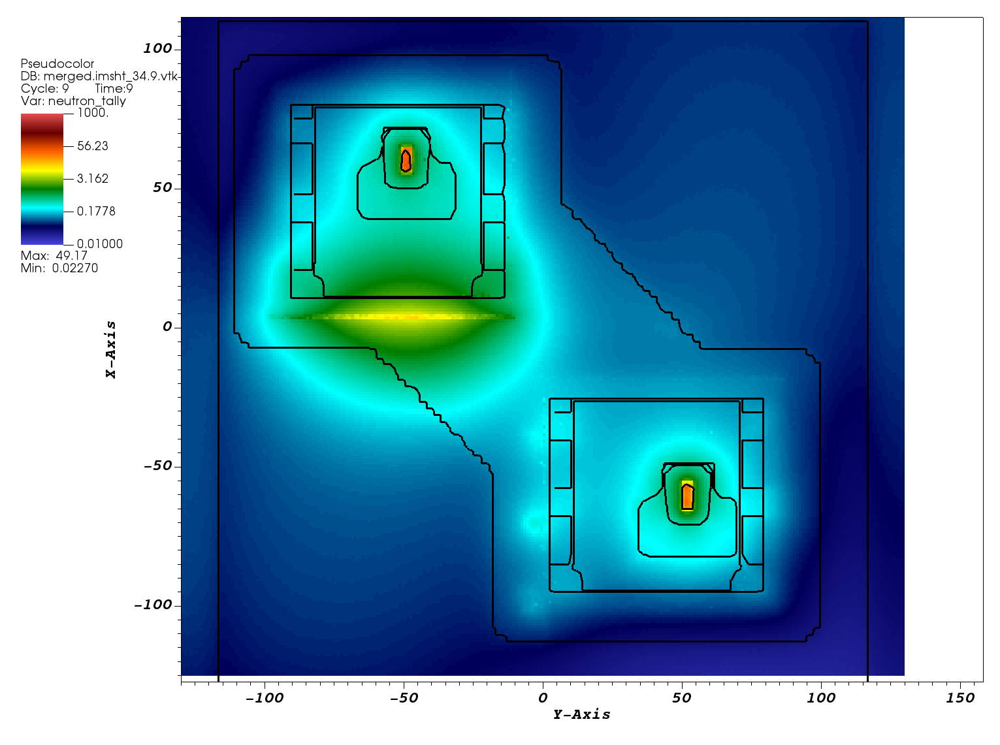 Pseudocolor
DB: merged.imsht_34.9.vtk
Cycle: 9 Time:9
Var: neutron_tally
1000.
56.23
3.162
0.1778
0.01000
Max: 49.17
Min: 0.02270
100
50
0
-50
-100
X-Axis
-100 -50 0 50 100 150
Y-Axis